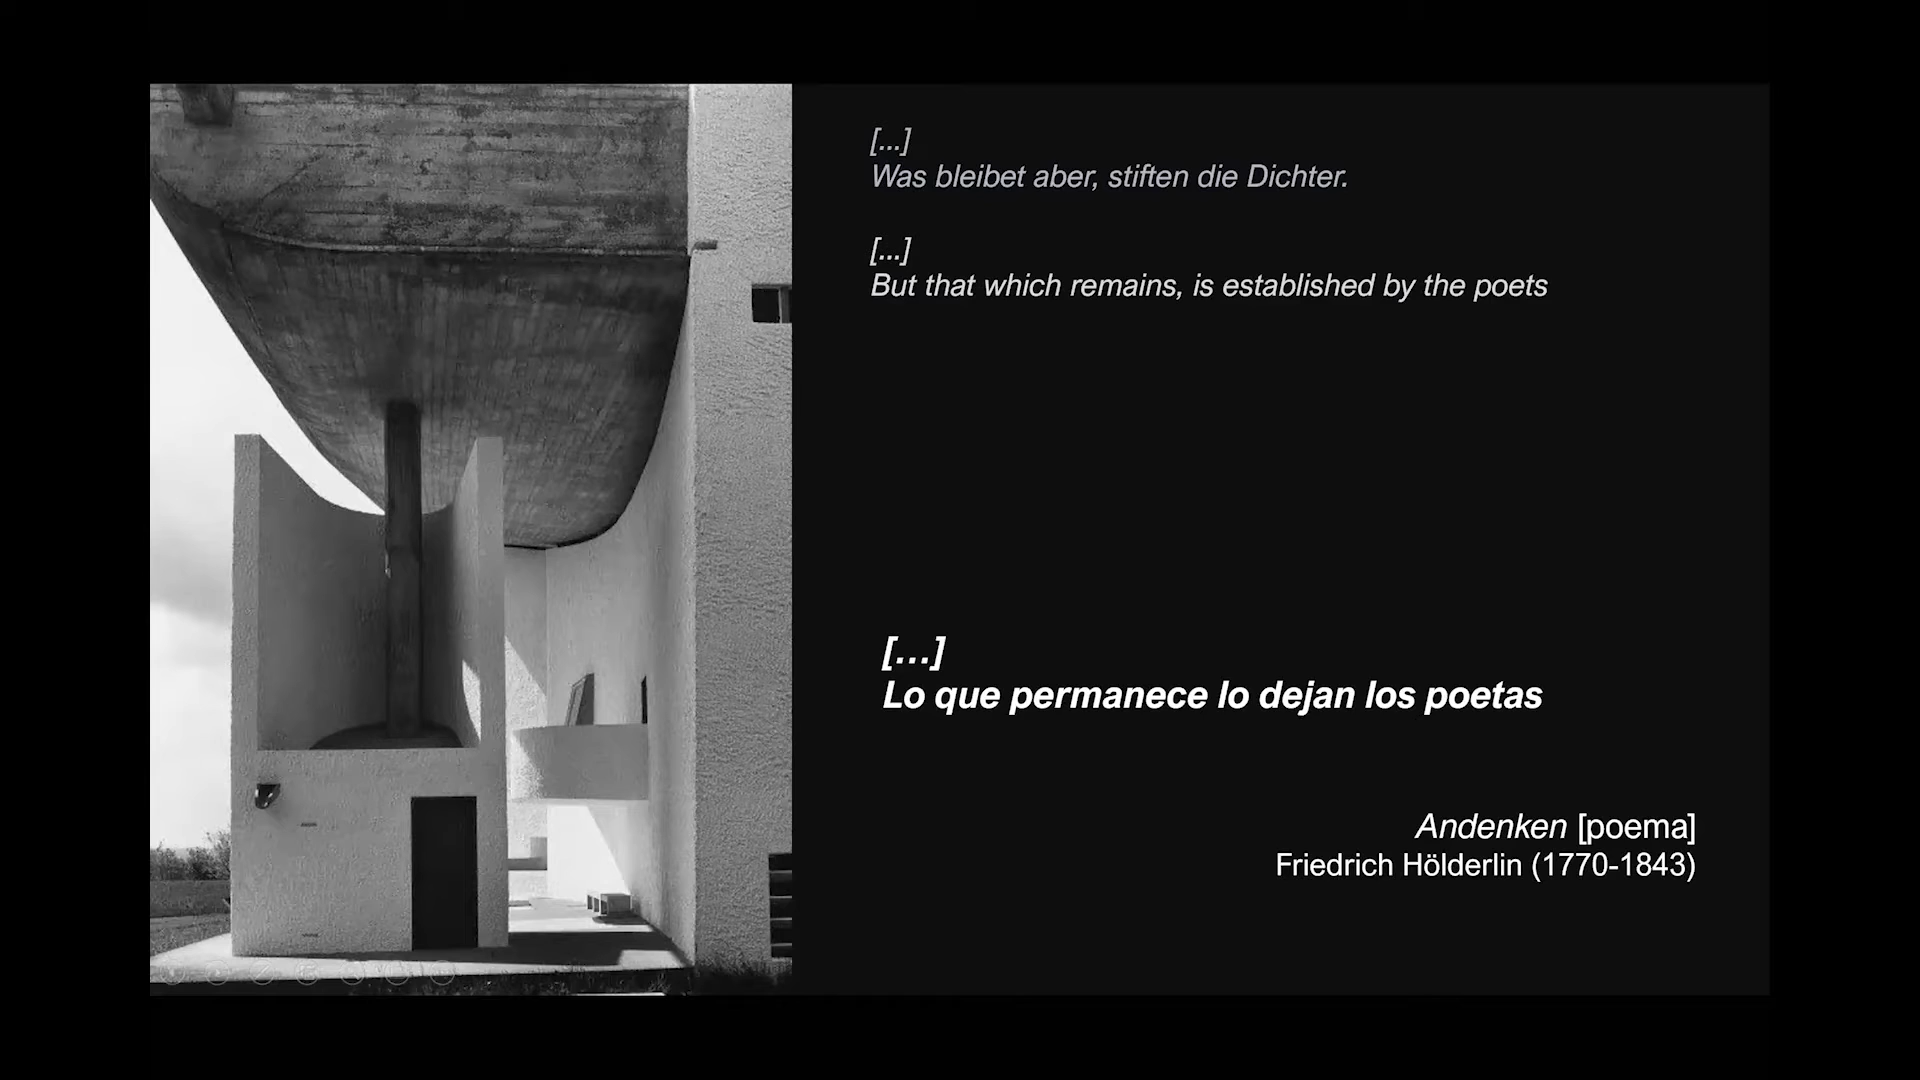 [...]
Was bleibet aber, stiften die Dichter.
[...]
But that which remains, is established by the poets
[...]
Lo que permanece lo dejan los poetas
Andenken [poema]
Friedrich Hölderlin (1770-1843)